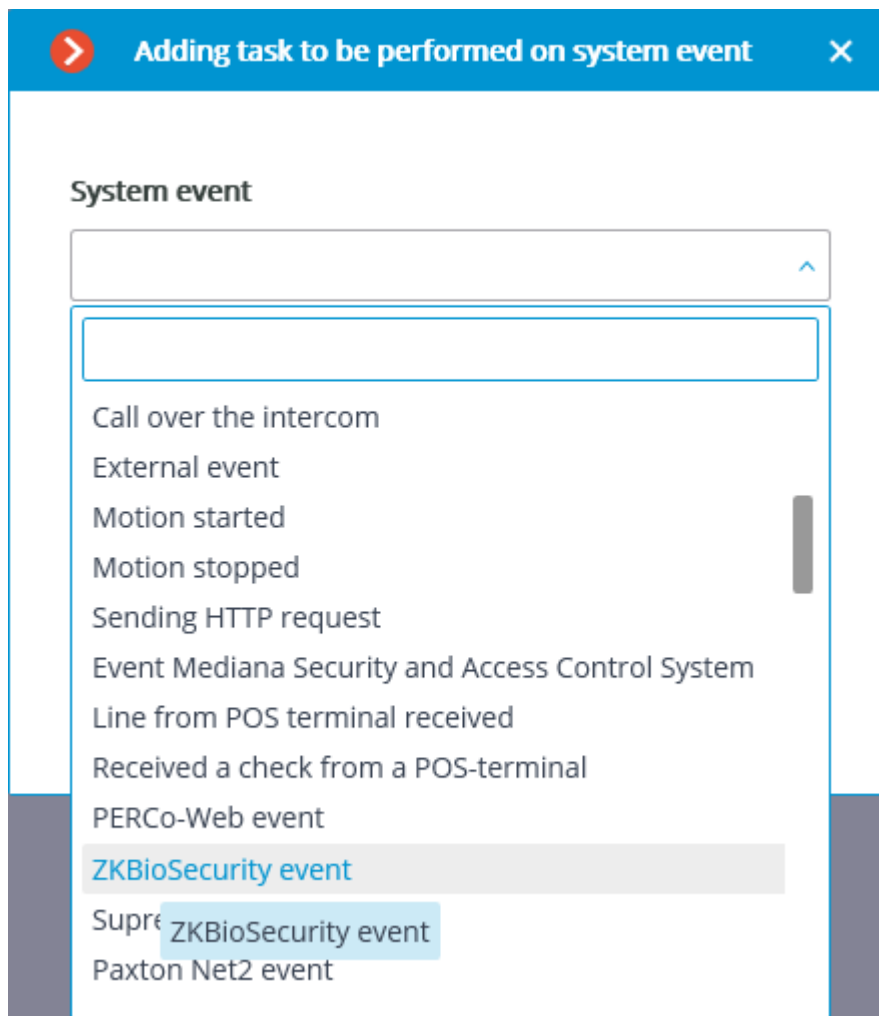 Adding task to be performed on system event
System event
Call over the intercom
External event
Motion started
Motion stopped
Sending HTTP request
Event Mediana Security and Access Control System
Line from POS terminal received
Received a check from a POS-terminal
PERCo-Web event
ZKBioSecurity event
ZKBioSecurity event
Paxton Net2 event